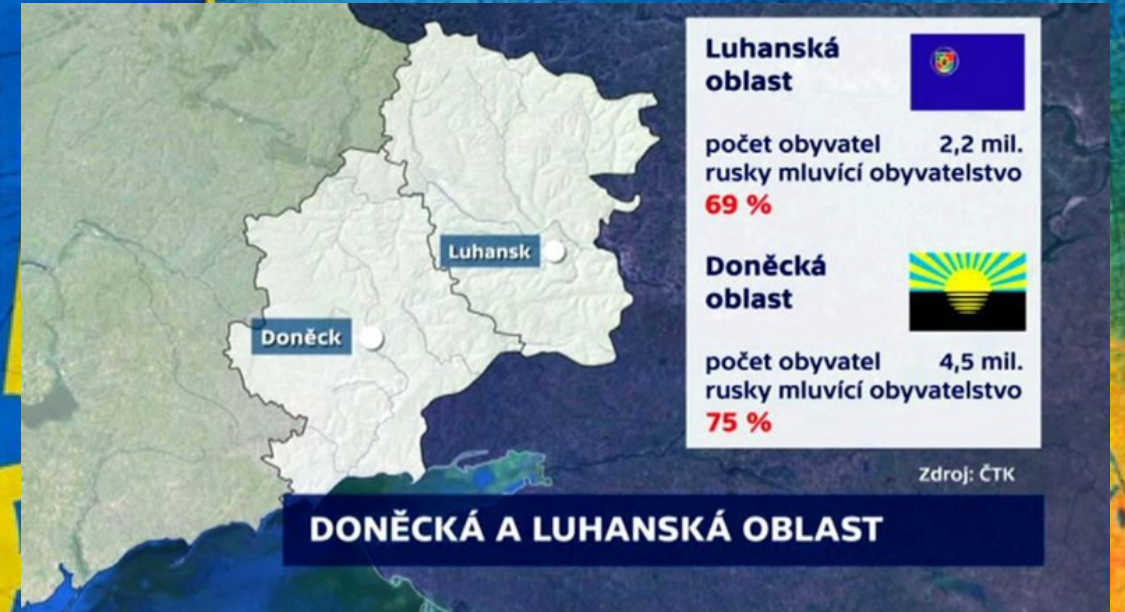 Luhanská
oblast
počet obyvatel 2,2 mil.
rusky mluvící obyvatelstvo
69 %
Luhansk
Doněcká
oblast
Doněck
počet obyvatel 4,5 mil.
rusky mluvící obyvatelstvo
75 %
Zdroj: ČTK
DONĚCKÁ A LUHANSKÁ OBLAST